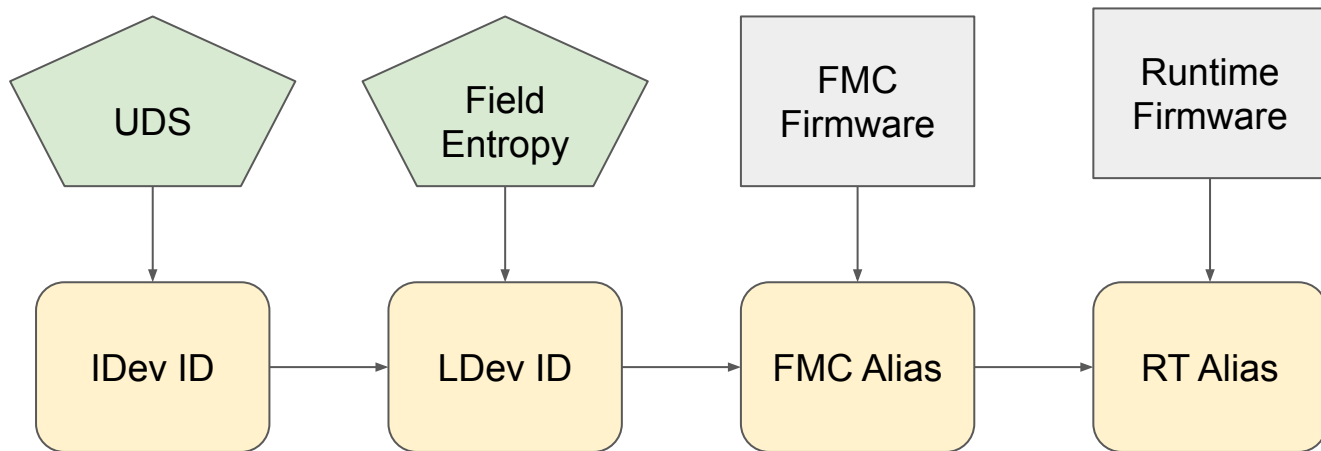 UDS
Field
Entropy
FMC
Firmware
Runtime
Firmware
IDev ID
LDev ID
FMC Alias
RT Alias